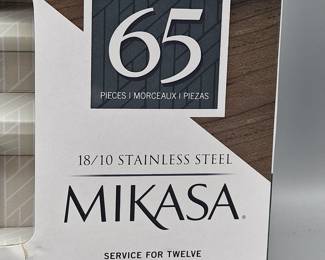 65
PIECES | MORCEAUX | PIEZAS
18/10 STAINLESS STEEL
MIKASA®
SERVICE FOR TWELVE